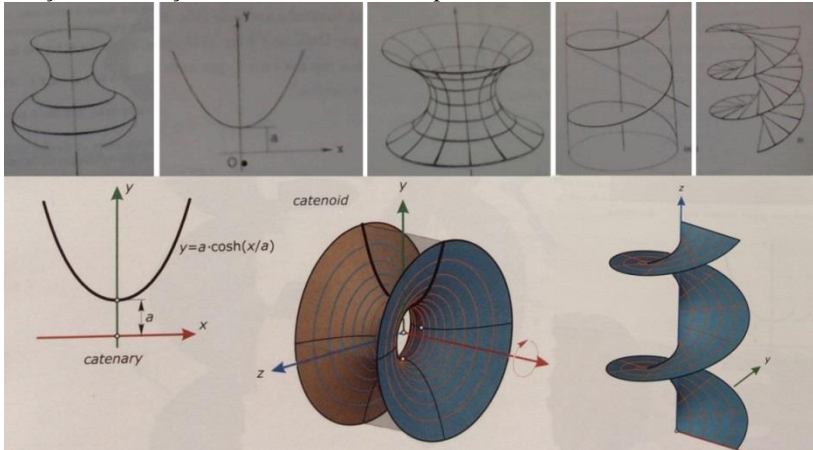 y
a
x
O
y
y=a·cosh(x/a)
a
x
catenary
catenoid
y
z
z
y